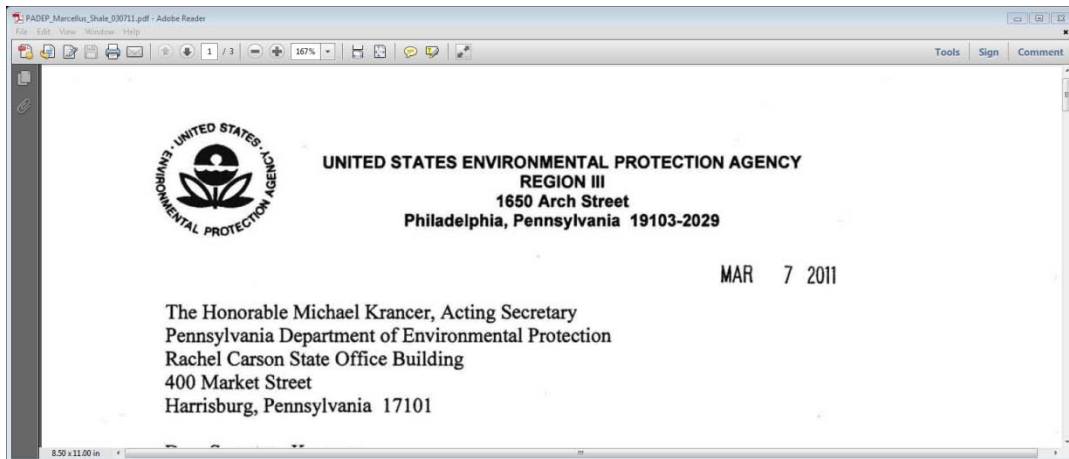 PADEP_Marcellus_Shale_030711.pdf - Adobe Reader
File Edit View Window Help
1 / 3 167% Tools Sign Comment
UNITED STATES ENVIRONMENTAL PROTECTION AGENCY
UNITED STATES ENVIRONMENTAL PROTECTION AGENCY
REGION III
1650 Arch Street
Philadelphia, Pennsylvania 19103-2029
MAR 7 2011
The Honorable Michael Krancer, Acting Secretary
Pennsylvania Department of Environmental Protection
Rachel Carson State Office Building
400 Market Street
Harrisburg, Pennsylvania 17101
8.50 x 11.00 in